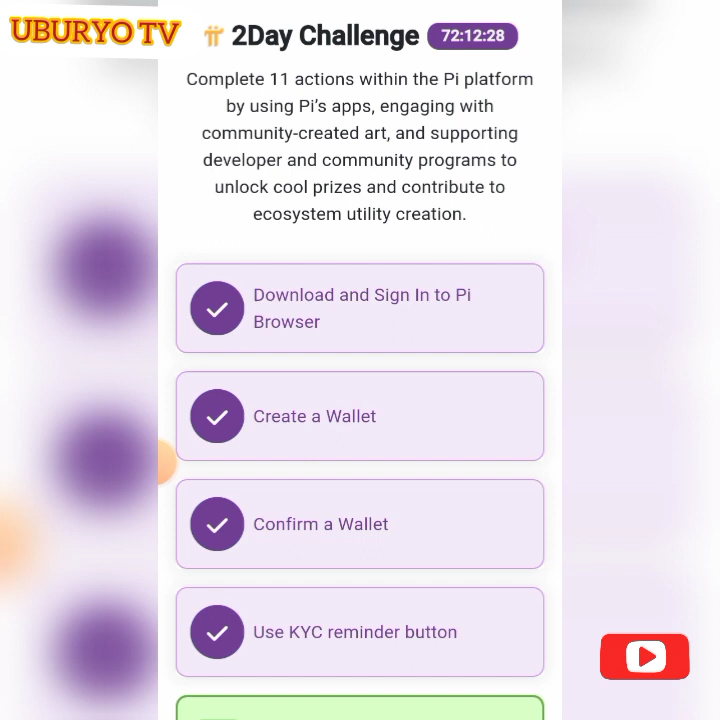 UBURYO TV
2Day Challenge 72:12:28
Complete 11 actions within the Pi platform
by using Pi’s apps, engaging with
community-created art, and supporting
developer and community programs to
unlock cool prizes and contribute to
ecosystem utility creation.
Download and Sign In to Pi
Browser
Create a Wallet
Confirm a Wallet
Use KYC reminder button